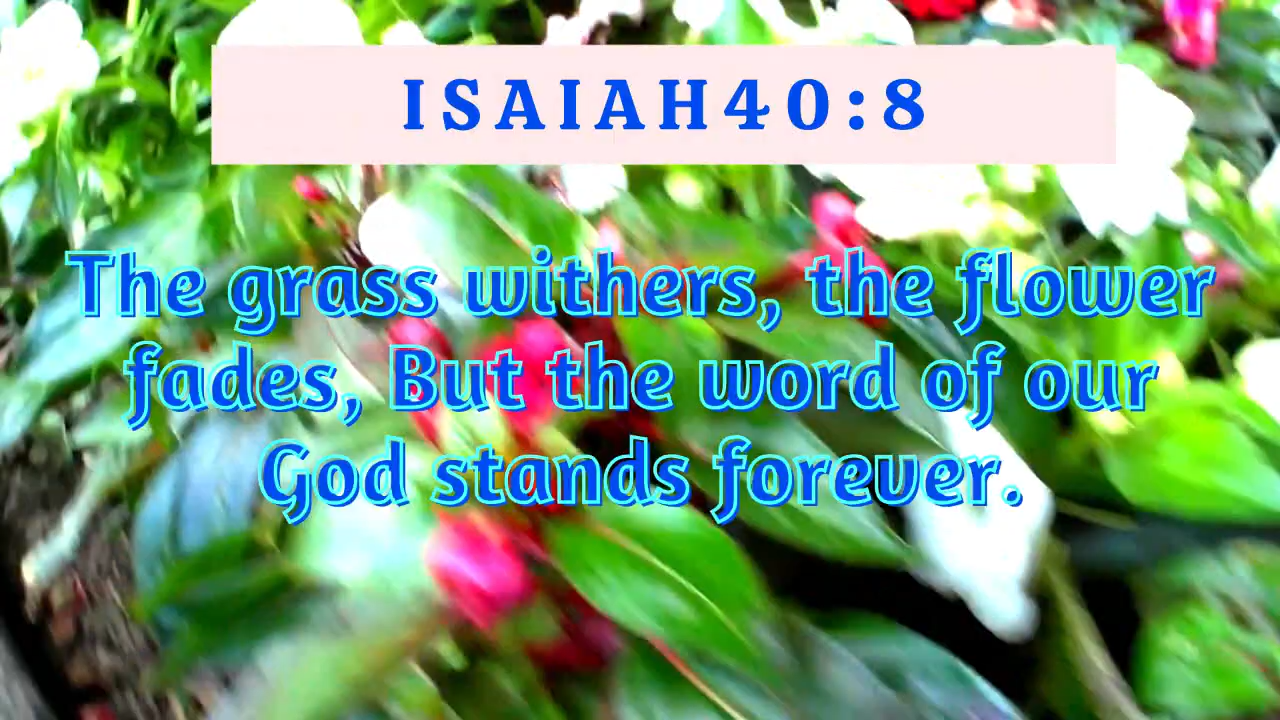 ISAIAH40:8
The grass withers, the flower
fades, But the word of our
God stands forever.